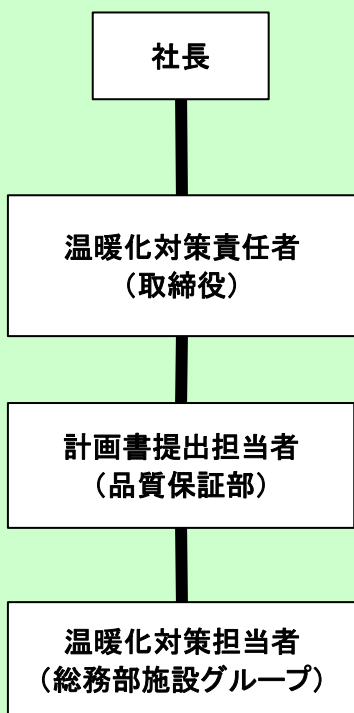 社長
温暖化対策責任者
（取締役）
計画書提出担当者
（品質保証部）
温暖化対策担当者
（総務部施設グループ）